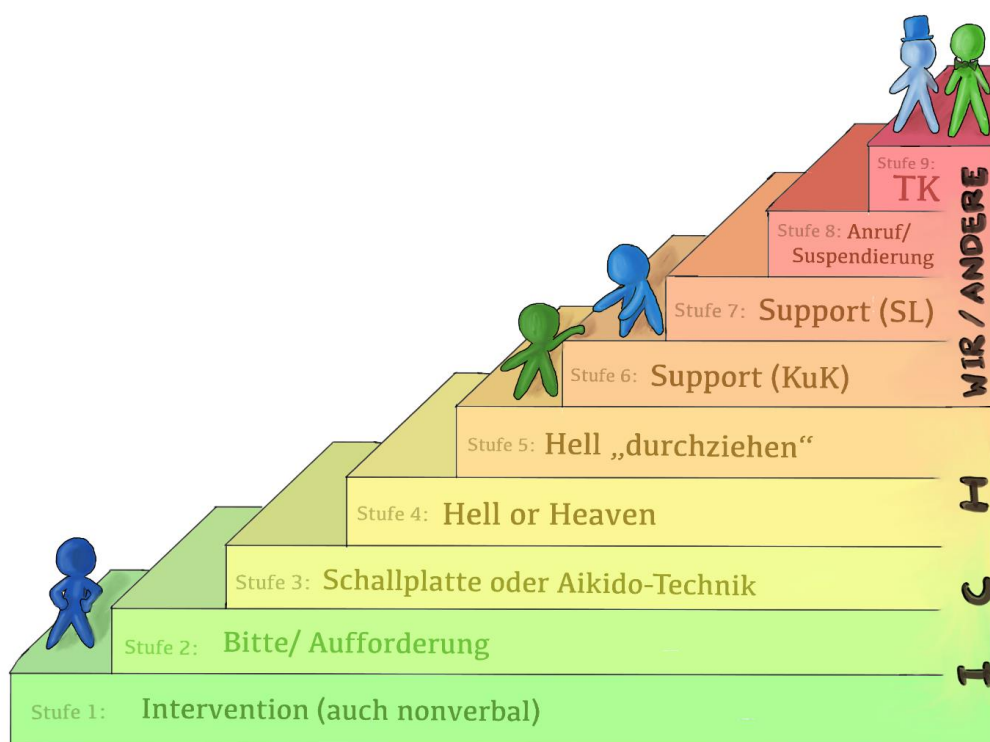 Stufe 9:
TK
Stufe 8: Anruf/
Suspendierung
Stufe 7: Support (SL)
Stufe 6: Support (KuK)
Stufe 5: Hell „durchziehen“
Stufe 4: Hell or Heaven
Stufe 3: Schallplatte oder Aikido-Technik
Stufe 2: Bitte/ Aufforderung
Stufe 1: Intervention (auch nonverbal)
WIR / ANDERE
ICH